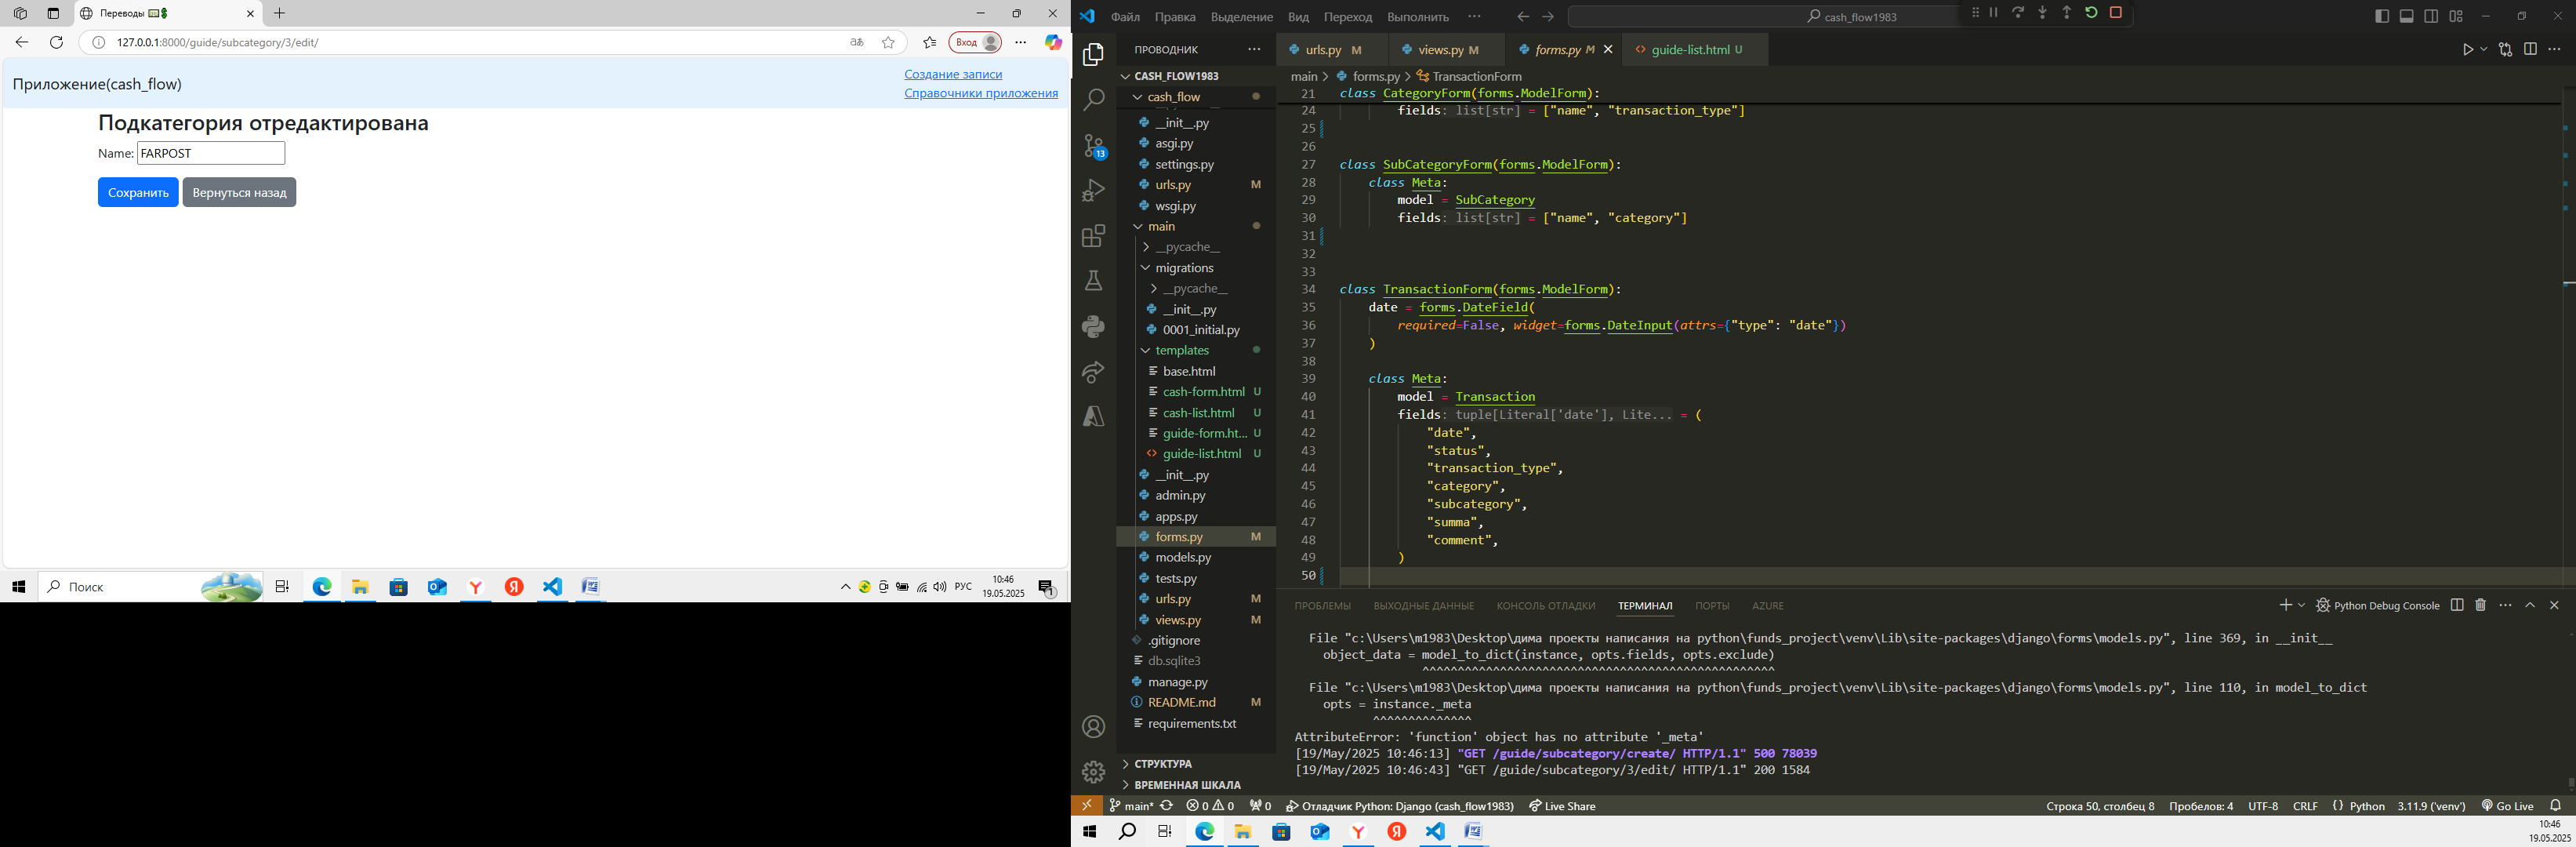 Переводы
127.0.0.1:8000/guide/subcategory/3/edit/
Вход
Приложение(cash_flow)
Создание записи
Справочники приложения
Подкатегория отредактирована
Name: FARPOST
Сохранить Вернуться назад
Поиск
РУС
10:46
19.05.2025
Файл Правка Выделение Вид Переход Выполнить ···
cash_flow1983
ПРОВОДНИК ···
CASH_FLOW1983
cash_flow
__init__.py
asgi.py
settings.py
urls.py M
wsgi.py
main
__pycache__
migrations
__pycache__
__init__.py
0001_initial.py
templates
base.html
cash-form.html U
cash-list.html U
guide-form.ht... U
guide-list.html U
__init__.py
admin.py
apps.py
forms.py M
models.py
tests.py
urls.py M
views.py M
.gitignore
db.sqlite3
manage.py
README.md M
requirements.txt
СТРУКТУРА
ВРЕМЕННАЯ ШКАЛА
13
urls.py M views.py M forms.py M guide-list.html U
main > forms.py > TransactionForm
21 class CategoryForm(forms.ModelForm):
24 fields: list[str] = ["name", "transaction_type"]
25
26
27 class SubCategoryForm(forms.ModelForm):
28 class Meta:
29 model = SubCategory
30 fields: list[str] = ["name", "category"]
31
32
33
34 class TransactionForm(forms.ModelForm):
35 date = forms.DateField(
36 required=False, widget=forms.DateInput(attrs={"type": "date"})
37 )
38
39 class Meta:
40 model = Transaction
41 fields: tuple[Literal['date'], Lite... = (
42 "date",
43 "status",
44 "transaction_type",
45 "category",
46 "subcategory",
47 "summa",
48 "comment",
49 )
50
ПРОБЛЕМЫ ВЫХОДНЫЕ ДАННЫЕ КОНСОЛЬ ОТЛАДКИ ТЕРМИНАЛ ПОРТЫ AZURE
Python Debug Console
File "c:\Users\m1983\Desktop\дима проекты написания на python\funds_project\venv\Lib\site-packages\django\forms\models.py", line 369, in __init__
object_data = model_to_dict(instance, opts.fields, opts.exclude)
^^^^^^^^^^^^^^^^^^^^^^^^^^^^^^^^^^^^^^^^^^^^^^^^^^
File "c:\Users\m1983\Desktop\дима проекты написания на python\funds_project\venv\Lib\site-packages\django\forms\models.py", line 110, in model_to_dict
opts = instance._meta
^^^^^^^^^^^^^^
AttributeError: 'function' object has no attribute '_meta'
[19/May/2025 10:46:13] "GET /guide/subcategory/create/ HTTP/1.1" 500 78039
[19/May/2025 10:46:43] "GET /guide/subcategory/3/edit/ HTTP/1.1" 200 1584
main* 0 0 0 Отладчик Python: Django (cash_flow1983) Live Share
Строка 50, столбец 8 Пробелов: 4 UTF-8 CRLF Python 3.11.9 ('venv') Go Live
10:46
19.05.2025